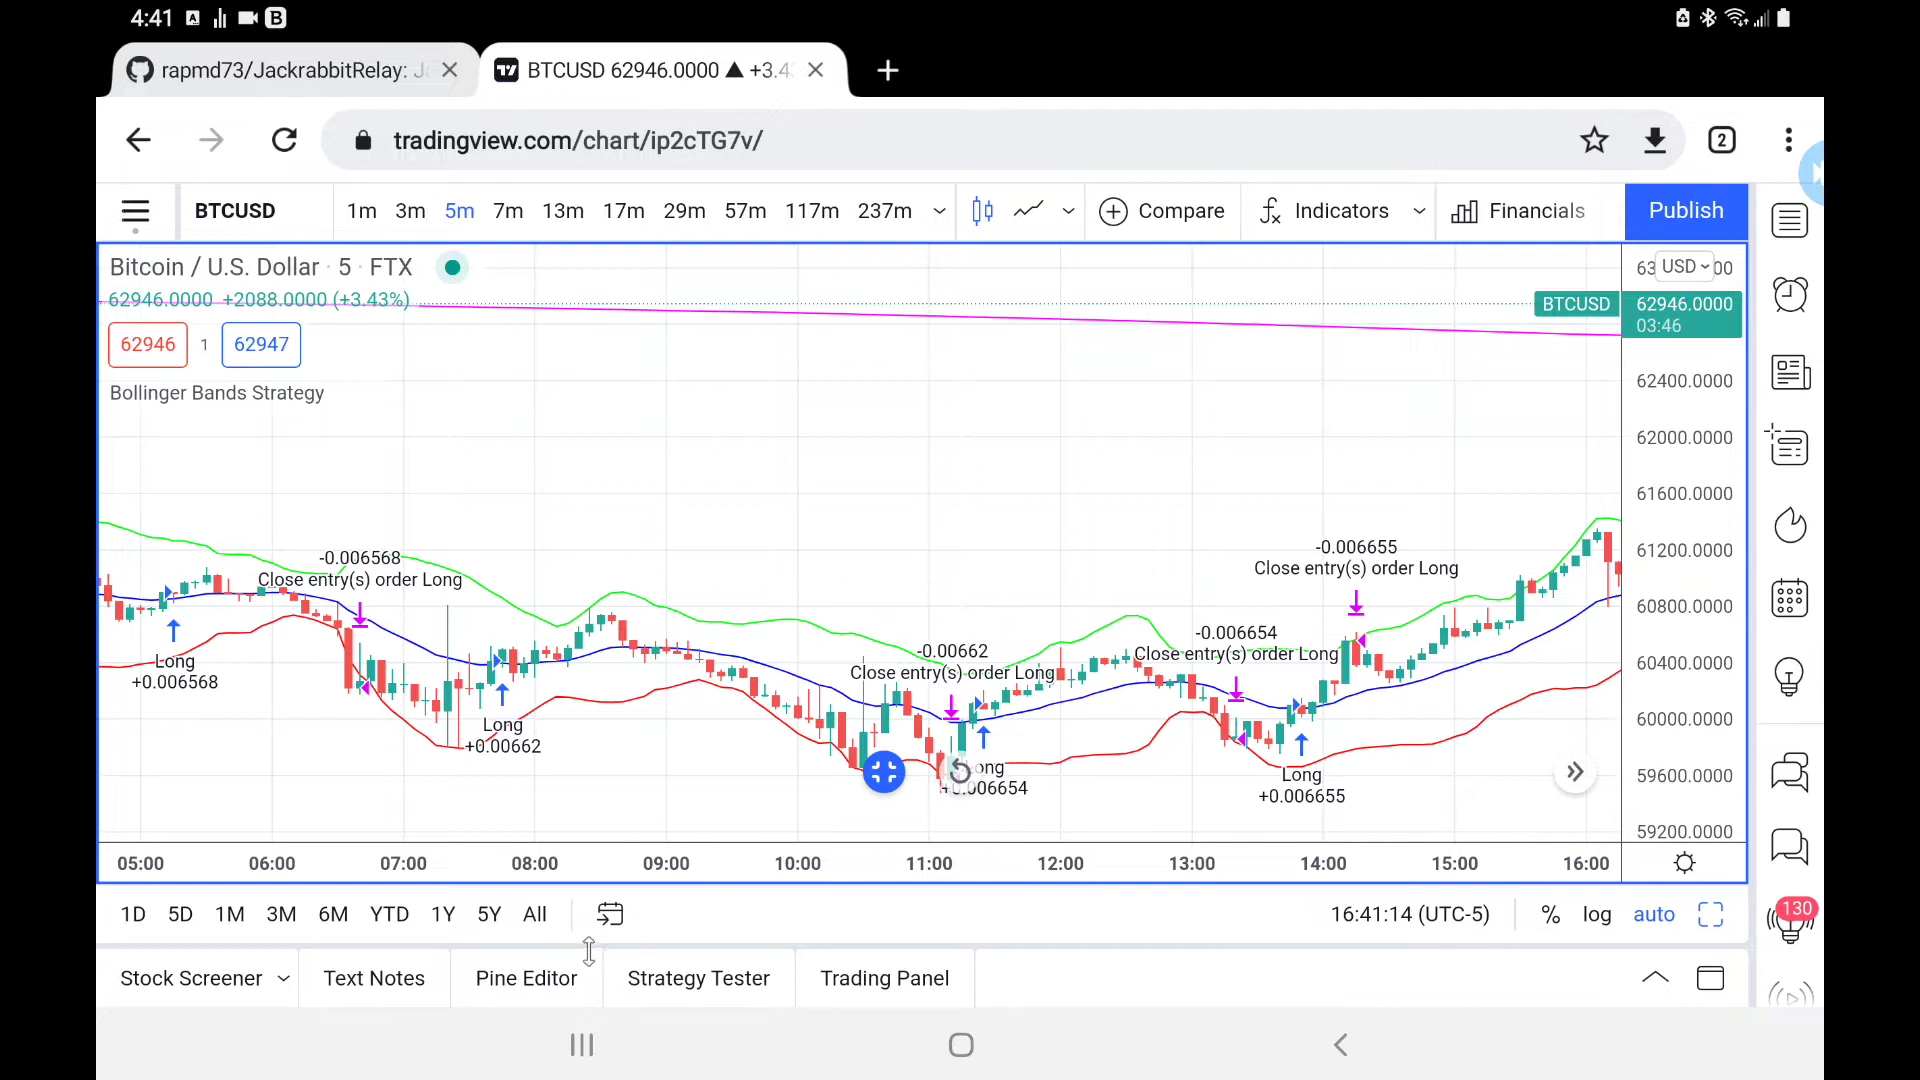 4:41
rapmd73/JackrabbitRelay: Ja
BTCUSD 62946.0000 ▲ +3.43
tradingview.com/chart/ip2cTG7v/
2
BTCUSD
1m 3m 5m 7m 13m 17m 29m 57m 117m 237m
Compare
Indicators
Financials
Publish
Bitcoin / U.S. Dollar · 5 · FTX
62946.0000 +2088.0000 (+3.43%)
62946 1 62947
Bollinger Bands Strategy
USD
BTCUSD 62946.0000
03:46
62400.0000
62000.0000
61600.0000
61200.0000
60800.0000
60400.0000
60000.0000
59600.0000
59200.0000
-0.006568
Close entry(s) order Long
Long
+0.006568
Long
+0.00662
-0.00662
Close entry(s) order Long
Long
+0.006654
-0.006654
Close entry(s) order Long
-0.006655
Close entry(s) order Long
Long
+0.006655
05:00 06:00 07:00 08:00 09:00 10:00 11:00 12:00 13:00 14:00 15:00 16:00
1D 5D 1M 3M 6M YTD 1Y 5Y All
16:41:14 (UTC-5) % log auto
130
Stock Screener
Text Notes
Pine Editor
Strategy Tester
Trading Panel